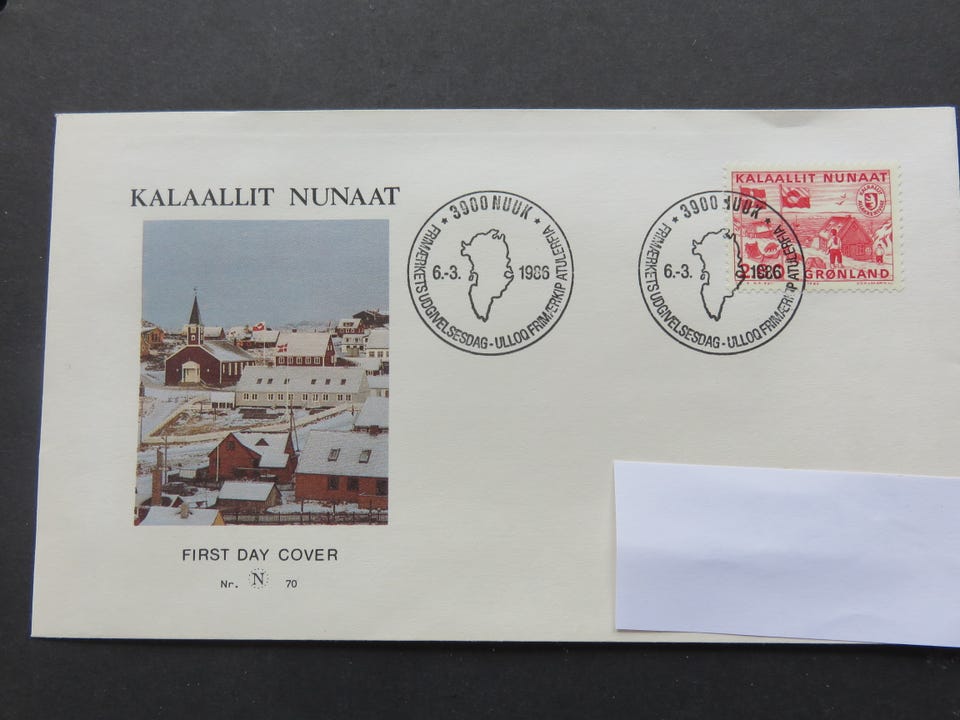 KALAALLIT NUNAAT
FIRST DAY COVER
Nr. N 70
★ 3900 NUUK ★
6.-3. 1986
FRIMÆRKETS UDGIVELSESDAG - ULLOQ FRIMÆRKIP ATULERFIA
★ 3900 NUUK ★
6.-3. 1986
FRIMÆRKETS UDGIVELSESDAG - ULLOQ FRIMÆRKIP ATULERFIA
KALAALLIT NUNAAT
GRØNLAND